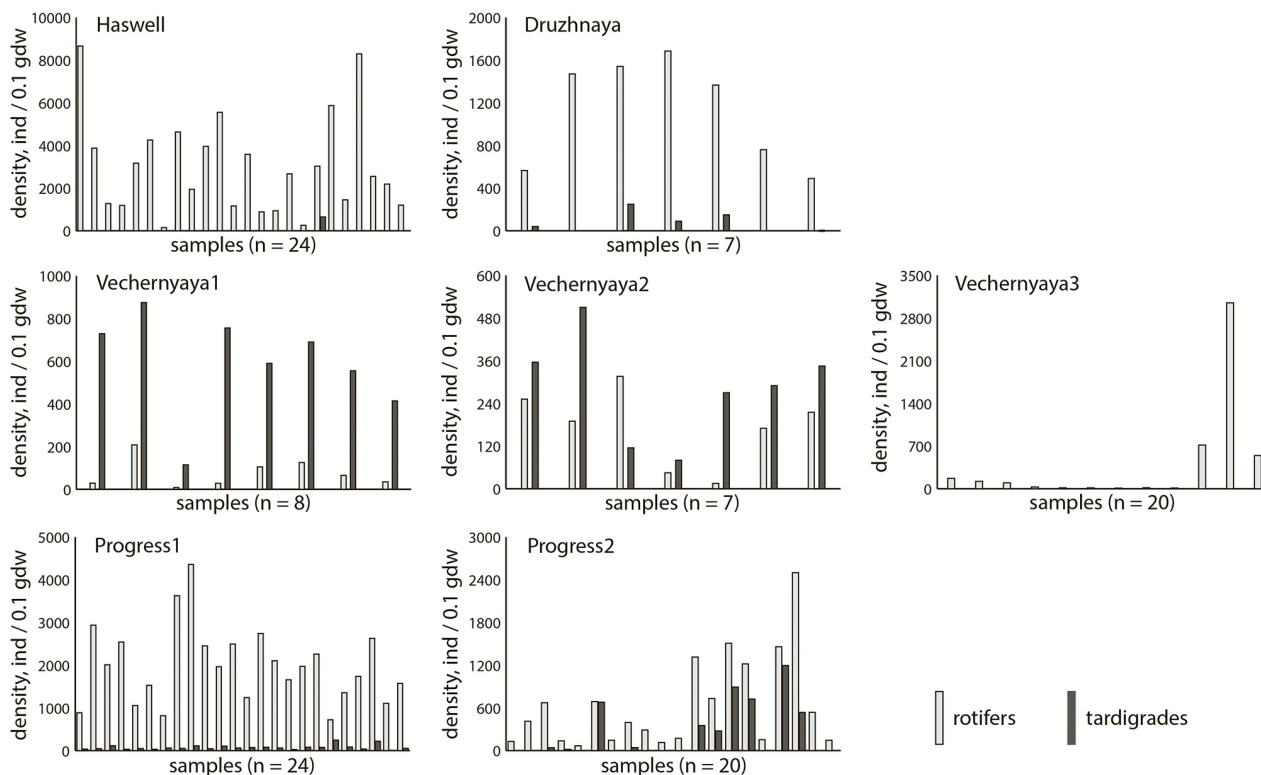 Haswell
density, ind / 0.1 gdw
10000
8000
6000
4000
2000
0
samples (n = 24)
Druzhnaya
density, ind / 0.1 gdw
2000
1600
1200
800
400
0
samples (n = 7)
Vechernyaya1
density, ind / 0.1 gdw
1000
800
600
400
200
0
samples (n = 8)
Vechernyaya2
density, ind / 0.1 gdw
600
480
360
240
120
0
samples (n = 7)
Vechernyaya3
density, ind / 0.1 gdw
3500
2800
2100
1400
700
0
samples (n = 20)
Progress1
density, ind / 0.1 gdw
5000
4000
3000
2000
1000
0
samples (n = 24)
Progress2
density, ind / 0.1 gdw
3000
2400
1800
1200
600
0
samples (n = 20)
rotifers
tardigrades